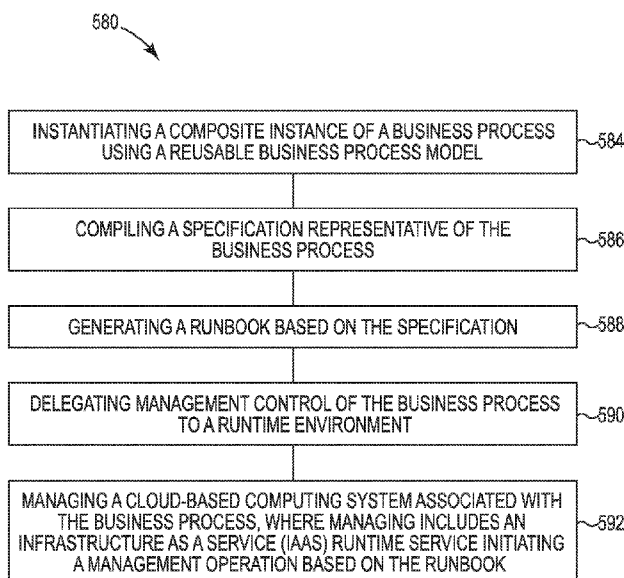 580
INSTANTIATING A COMPOSITE INSTANCE OF A BUSINESS PROCESS
USING A REUSABLE BUSINESS PROCESS MODEL
584
COMPILING A SPECIFICATION REPRESENTATIVE OF THE
BUSINESS PROCESS
586
GENERATING A RUNBOOK BASED ON THE SPECIFICATION
588
DELEGATING MANAGEMENT CONTROL OF THE BUSINESS PROCESS
TO A RUNTIME ENVIRONMENT
590
MANAGING A CLOUD-BASED COMPUTING SYSTEM ASSOCIATED WITH
THE BUSINESS PROCESS, WHERE MANAGING INCLUDES AN
INFRASTRUCTURE AS A SERVICE (IAAS) RUNTIME SERVICE INITIATING
A MANAGEMENT OPERATION BASED ON THE RUNBOOK
592